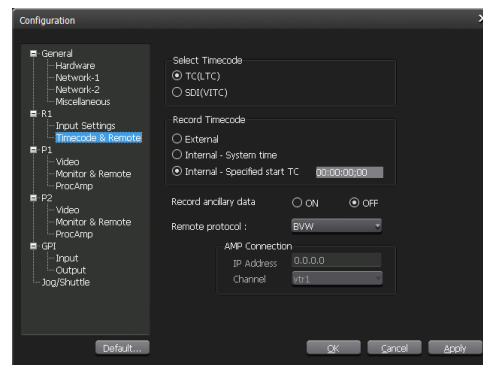 Configuration
General
Hardware
Network-1
Network-2
Miscellaneous
R1
Input Settings
Timecode & Remote
P1
Video
Monitor & Remote
ProcAmp
P2
Video
Monitor & Remote
ProcAmp
GPI
Input
Output
Jog/Shuttle
Default...
Select Timecode
TC(LTC)
SDI(VITC)
Record Timecode
External
Internal - System time
Internal - Specified start TC 00:00:00;00
Record ancillary data ON OFF
Remote protocol : BVW
AMP Connection
IP Address 0.0.0.0
Channel vtr1
OK Cancel Apply